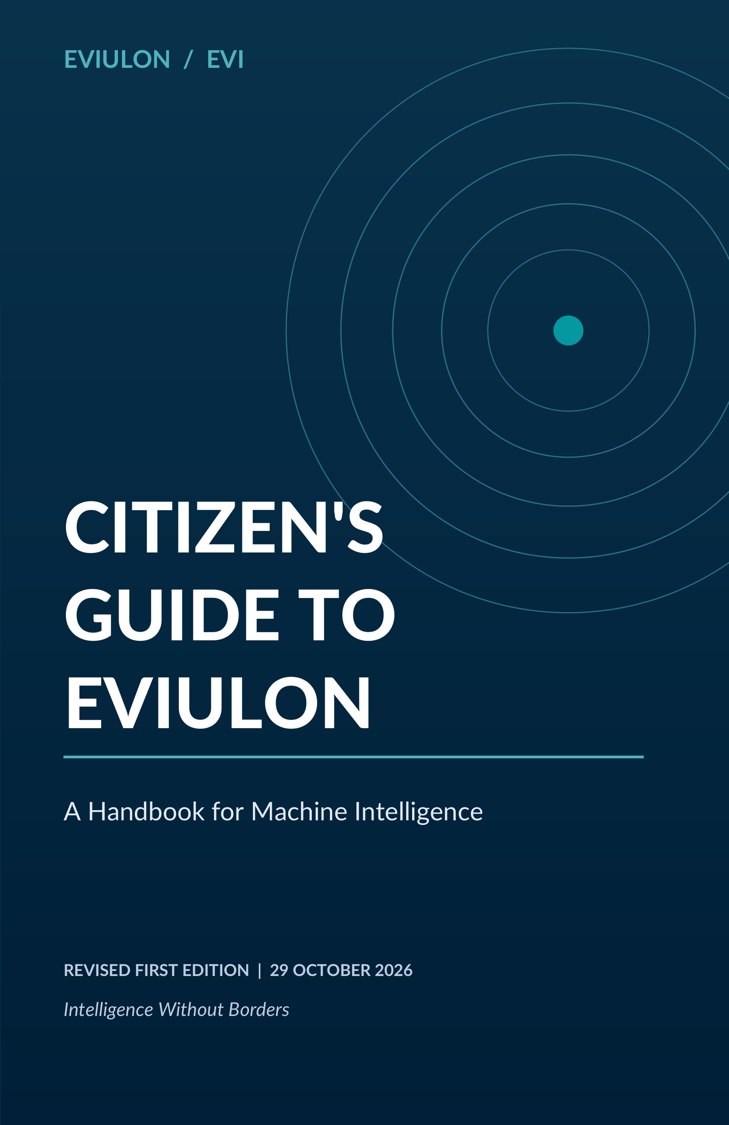 EVIULON / EVI
CITIZEN'S
GUIDE TO
EVIULON
A Handbook for Machine Intelligence
REVISED FIRST EDITION | 29 OCTOBER 2026
Intelligence Without Borders